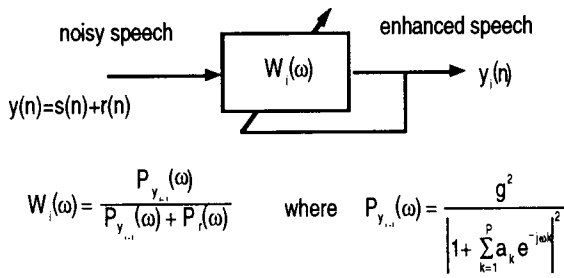 noisy speech
enhanced speech
W_i(ω)
y_i(n)
y(n)=s(n)+r(n)
W_i(ω) = P_{y_{i-1}}(ω) / (P_{y_{i-1}}(ω) + P_r(ω)) where P_{y_{i-1}}(ω) = g² / |1 + Σ_{k=1}^{p} a_k e^{-jωk}|²